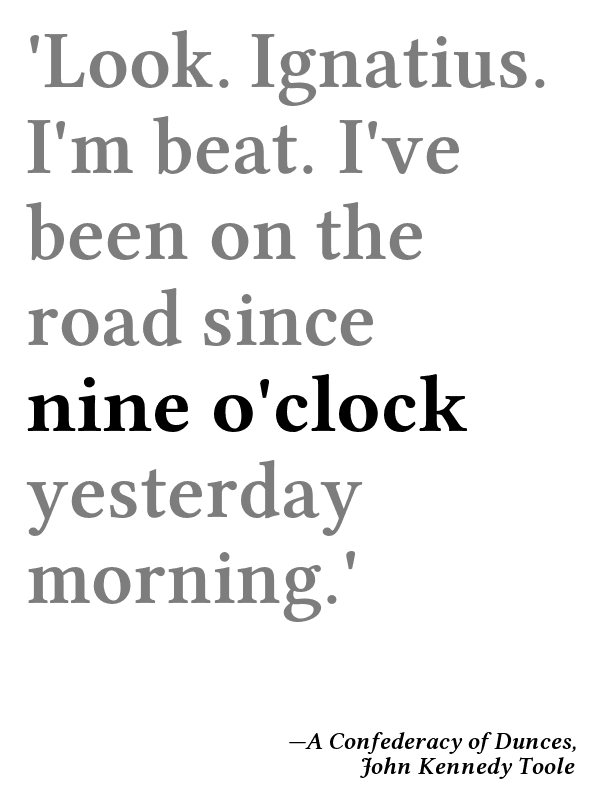 'Look. Ignatius.
I'm beat. I've
been on the
road since
nine o'clock
yesterday
morning.'
—A Confederacy of Dunces,
John Kennedy Toole